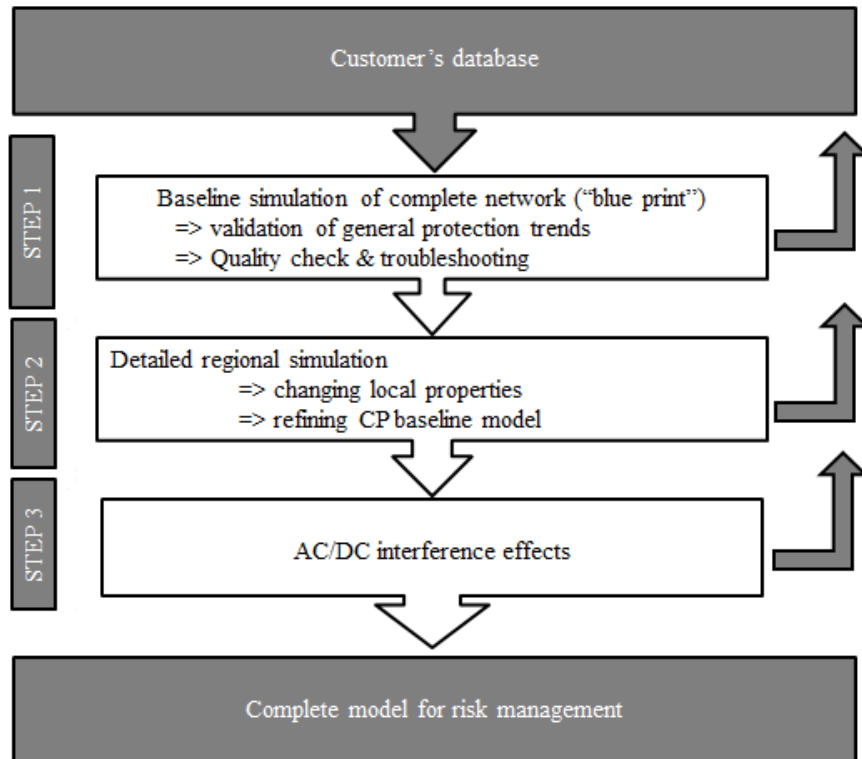 Customer’s database
STEP 1
Baseline simulation of complete network (“blue print”)
=> validation of general protection trends
=> Quality check & troubleshooting
STEP 2
Detailed regional simulation
=> changing local properties
=> refining CP baseline model
STEP 3
AC/DC interference effects
Complete model for risk management